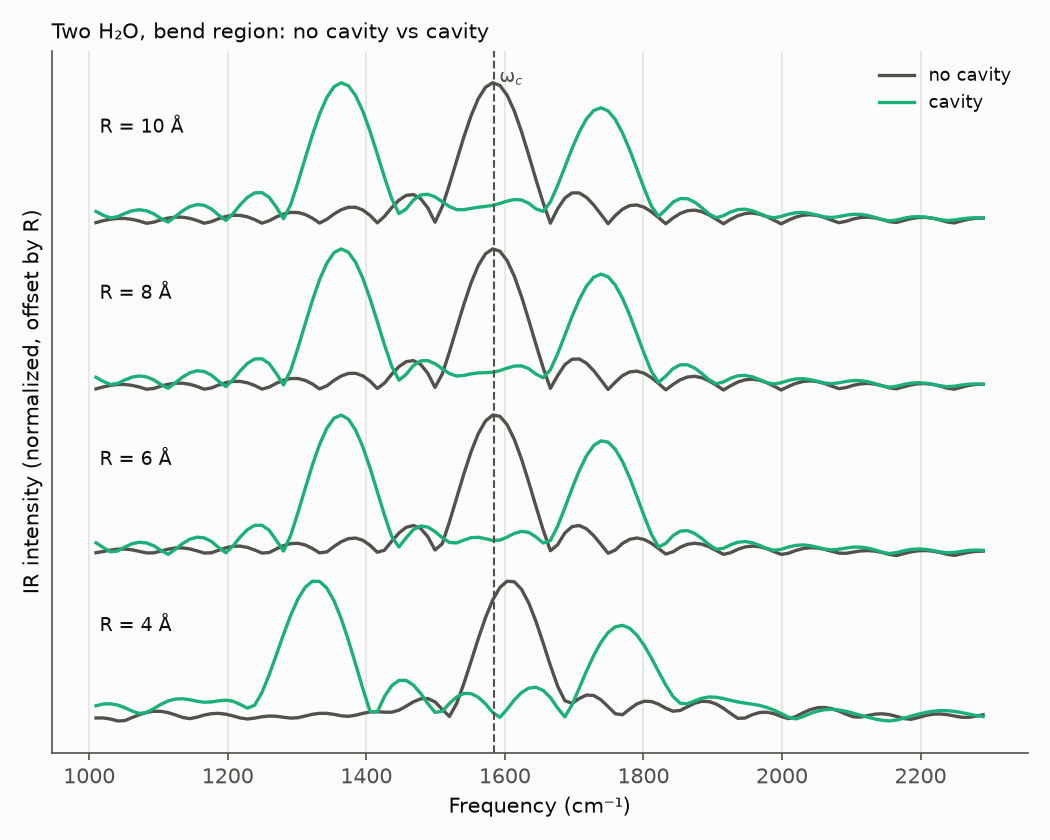 Two H₂O, bend region: no cavity vs cavity
ω꜀
no cavity
cavity
R = 10 Å
R = 8 Å
R = 6 Å
R = 4 Å
IR intensity (normalized, offset by R)
1000 1200 1400 1600 1800 2000 2200
Frequency (cm⁻¹)